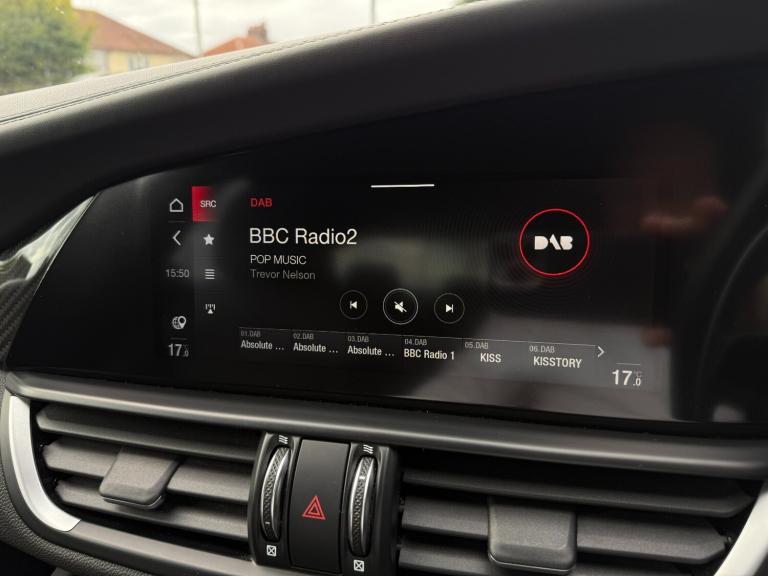 SRC
DAB
BBC Radio2
POP MUSIC
Trevor Nelson
DAB
15:50
01.DAB
Absolute ...
02.DAB
Absolute ...
03.DAB
Absolute ...
04.DAB
BBC Radio 1
05.DAB
KISS
06.DAB
KISSTORY
17.0
17.0 °C